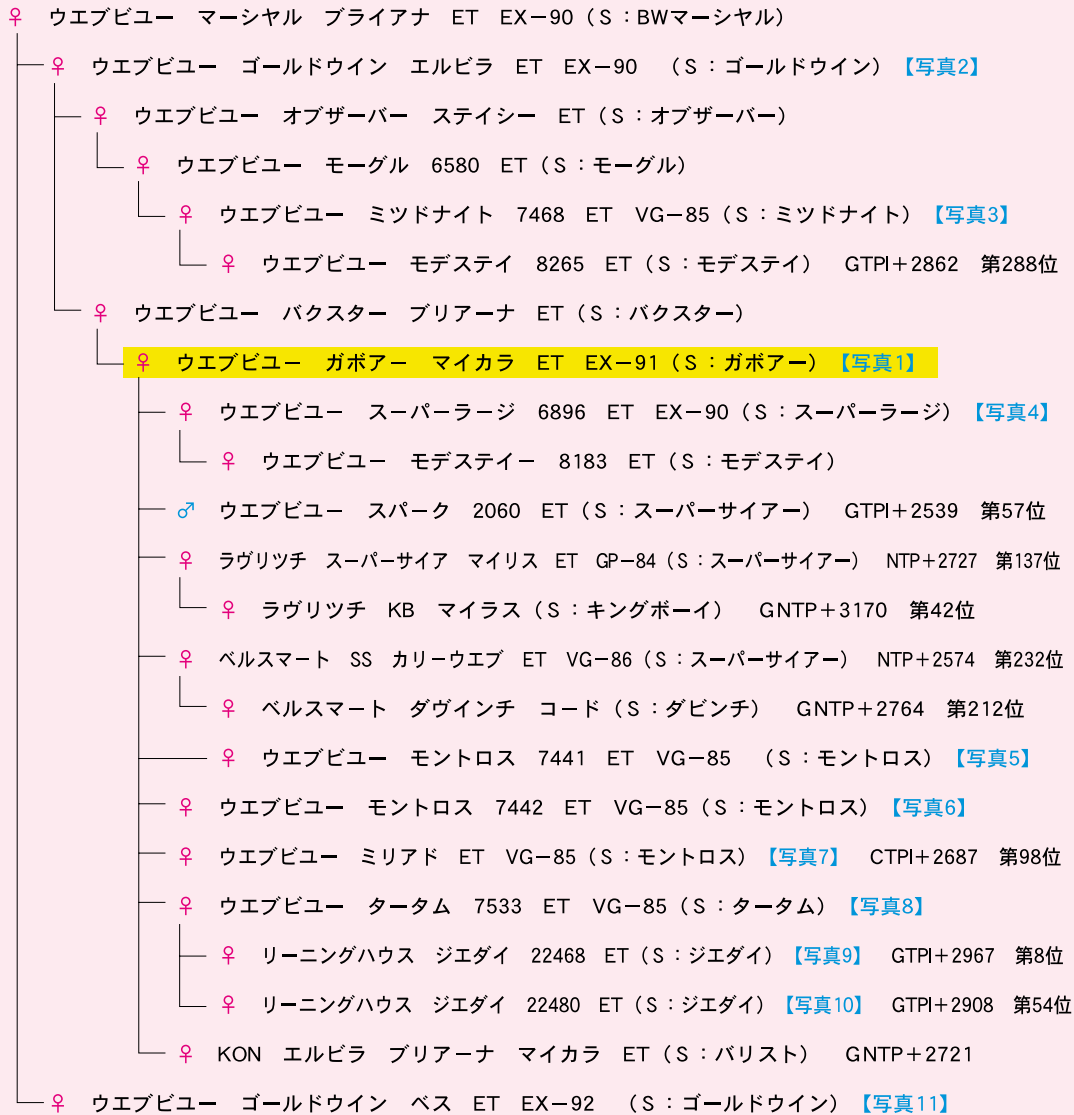 ♀ ウエブビユー マーシヤル ブライアナ ET EX-90（S：BWマーシヤル）
♀ ウエブビユー ゴールドウイン エルビラ ET EX-90 （S：ゴールドウイン）【写真2】
♀ ウエブビユー オブザーバー ステイシー ET（S：オブザーバー）
♀ ウエブビユー モーグル 6580 ET（S：モーグル）
♀ ウエブビユー ミツドナイト 7468 ET VG-85（S：ミツドナイト）【写真3】
♀ ウエブビユー モデステイ 8265 ET（S：モデステイ） GTPI+2862 第288位
♀ ウエブビユー バクスター ブリアーナ ET（S：バクスター）
♀ ウエブビユー ガボアー マイカラ ET EX-91（S：ガボアー）【写真1】
♀ ウエブビユー スーパーラージ 6896 ET EX-90（S：スーパーラージ）【写真4】
♀ ウエブビユー モデステイー 8183 ET（S：モデステイ）
♂ ウエブビユー スパーク 2060 ET（S：スーパーサイアー） GTPI+2539 第57位
♀ ラヴリツチ スーパーサイア マイリス ET GP-84（S：スーパーサイアー） NTP+2727 第137位
♀ ラヴリツチ KB マイラス（S：キングボーイ） GNTP+3170 第42位
♀ ベルスマート SS カリーウエブ ET VG-86（S：スーパーサイアー） NTP+2574 第232位
♀ ベルスマート ダヴインチ コード（S：ダビンチ） GNTP+2764 第212位
♀ ウエブビユー モントロス 7441 ET VG-85 （S：モントロス）【写真5】
♀ ウエブビユー モントロス 7442 ET VG-85（S：モントロス）【写真6】
♀ ウエブビユー ミリアド ET VG-85（S：モントロス）【写真7】 CTPI+2687 第98位
♀ ウエブビユー タータム 7533 ET VG-85（S：タータム）【写真8】
♀ リーニングハウス ジエダイ 22468 ET（S：ジエダイ）【写真9】 GTPI+2967 第8位
♀ リーニングハウス ジエダイ 22480 ET（S：ジエダイ）【写真10】 GTPI+2908 第54位
♀ KON エルビラ ブリアーナ マイカラ ET（S：バリスト） GNTP+2721
♀ ウエブビユー ゴールドウイン ベス ET EX-92 （S：ゴールドウイン）【写真11】